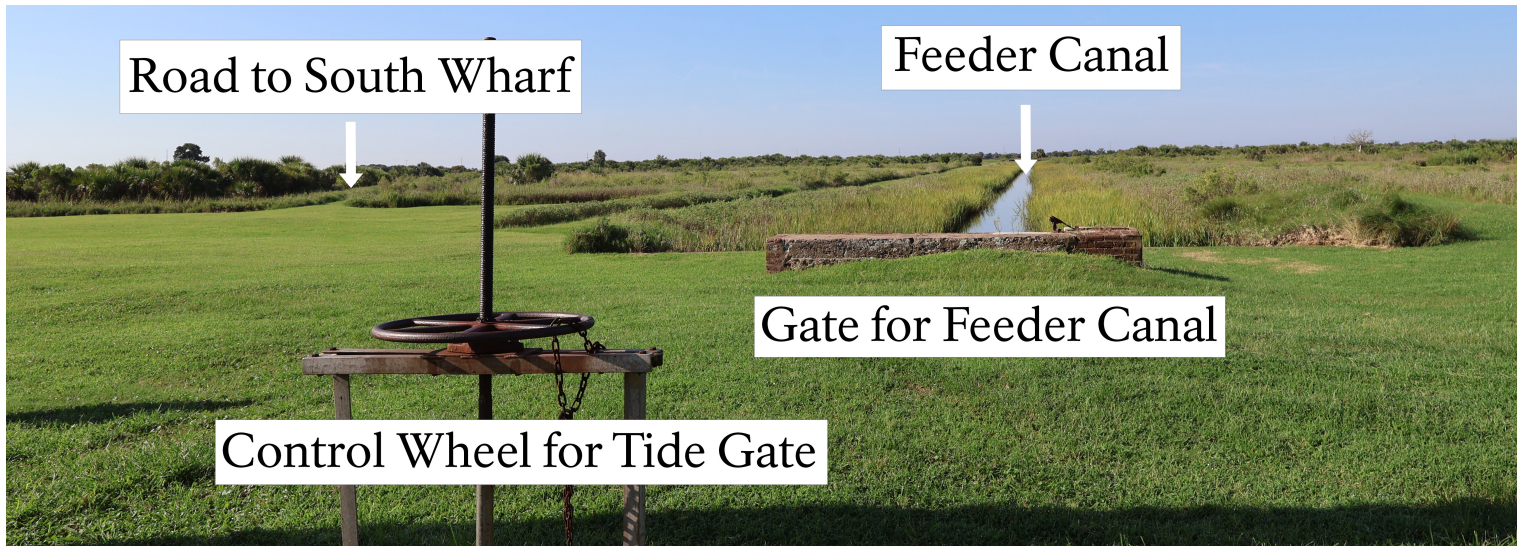 Road to South Wharf
Feeder Canal
Gate for Feeder Canal
Control Wheel for Tide Gate